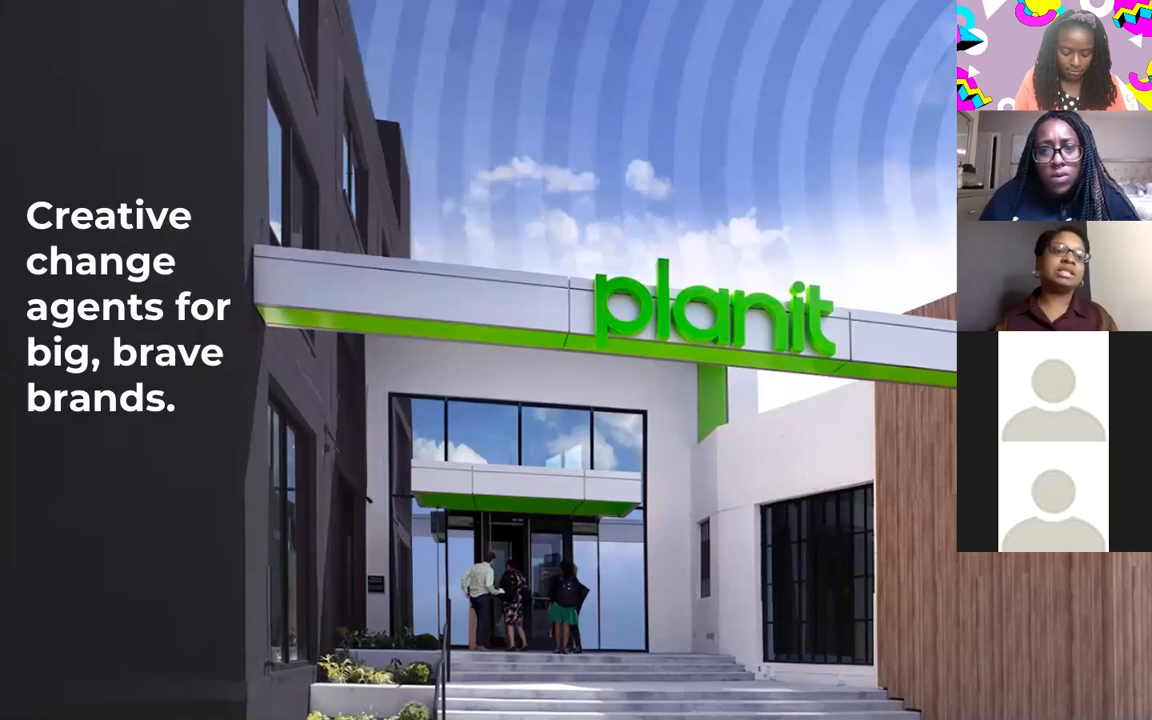 Creative
change
agents for
big, brave
brands.
planit